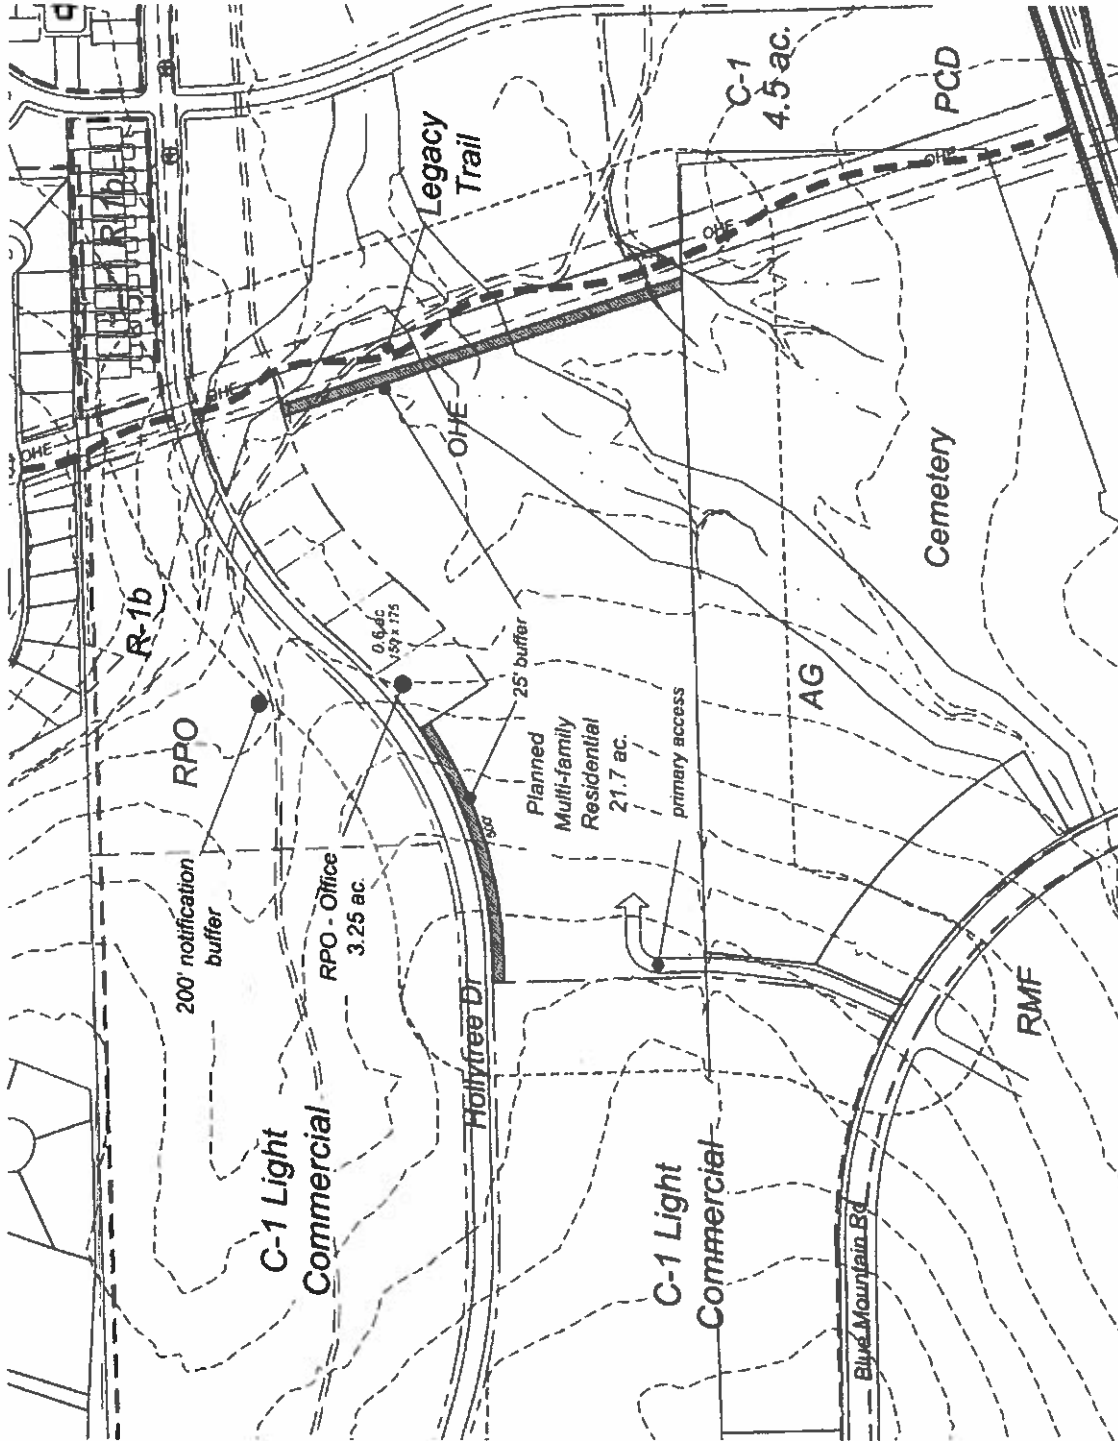 R-1b
OHE
OHE
R-1b
Legacy
Trail
C-1
4.5 ac.
PCD
OHE
OHE
OHE
Cemetery
0.6 ac
150 x 175
25' buffer
RPO
200' notification
buffer
RPO - Office
3.25 ac.
Planned
Multi-family
Residential
21.7 ac.
primary access
AG
RMF
Hollytree Dr
C-1 Light
Commercial
C-1 Light
Commercial
Blue Mountain Rd